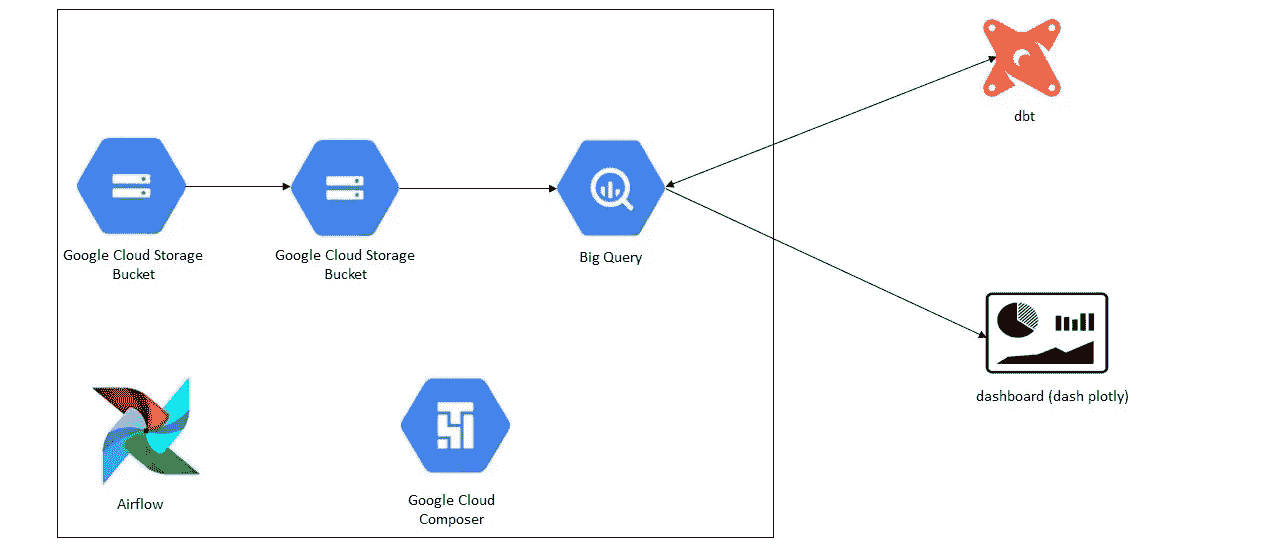 dbt
Google Cloud Storage
Bucket
Google Cloud Storage
Bucket
Big Query
dashboard (dash plotly)
Airflow
Google Cloud
Composer